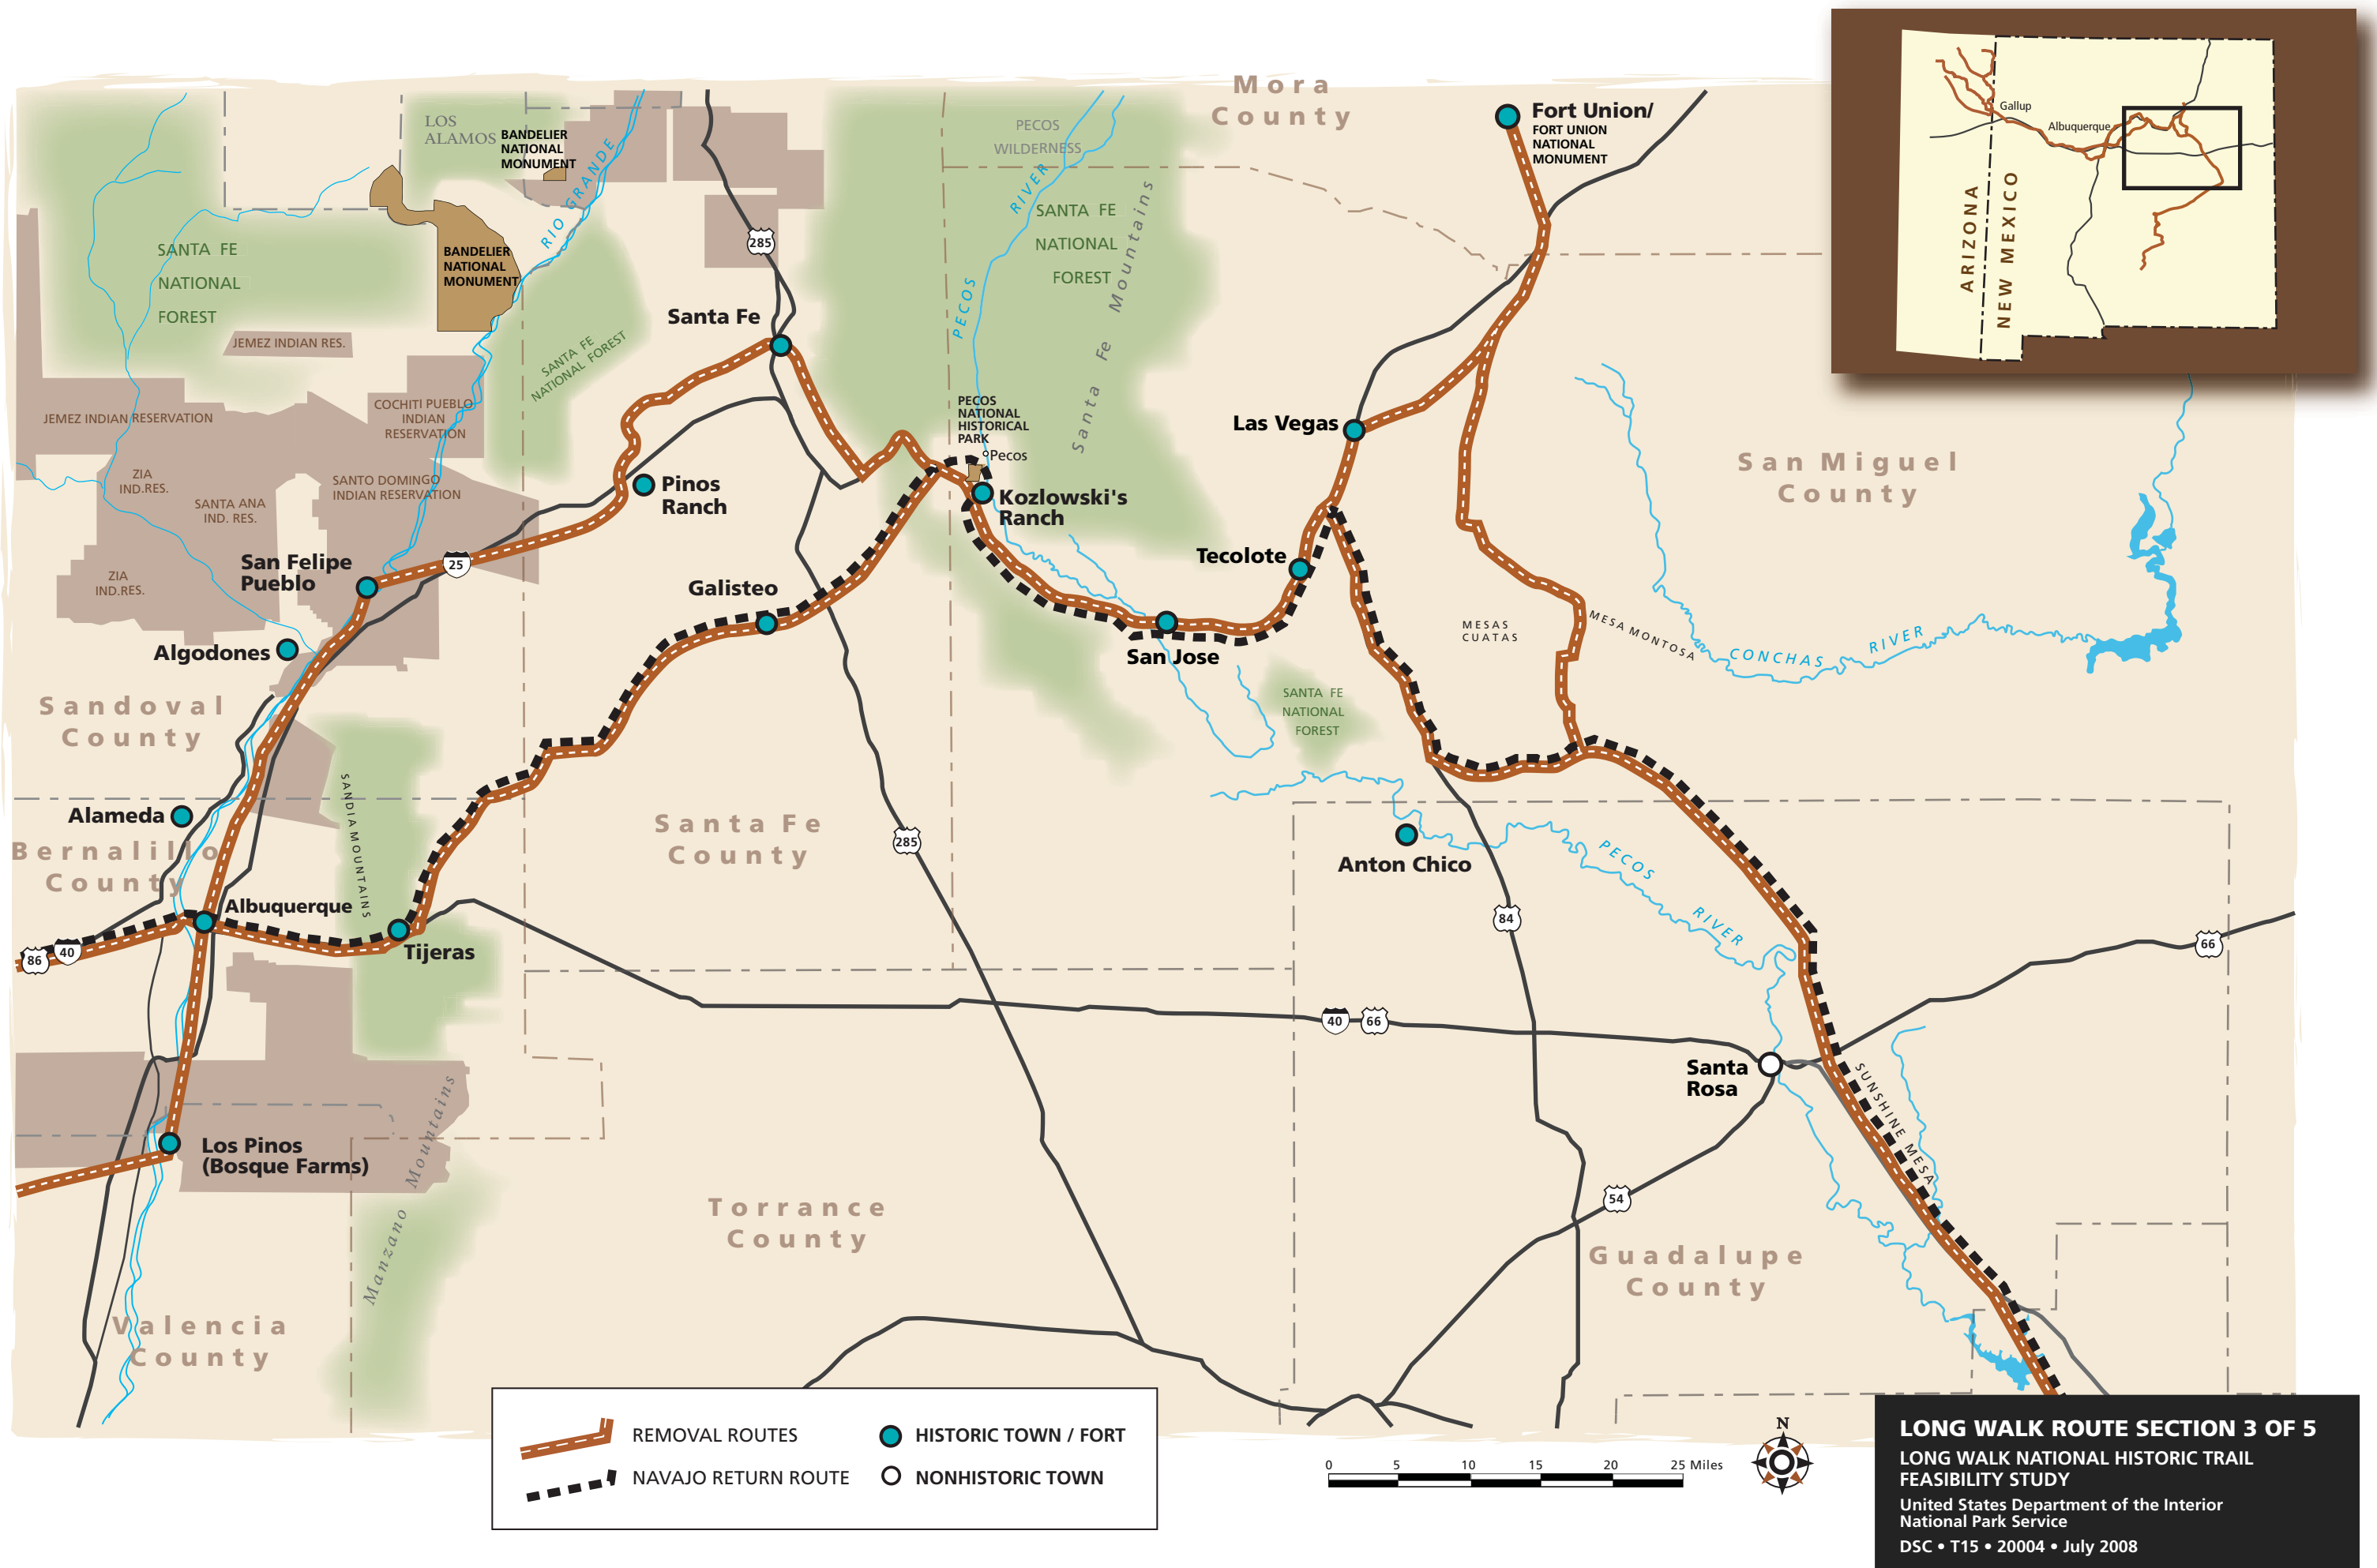 Mora
County
Fort Union/
FORT UNION
NATIONAL
MONUMENT
Gallup
Albuquerque
ARIZONA
NEW MEXICO
LOS
ALAMOS
BANDELIER
NATIONAL
MONUMENT
RIO GRANDE
PECOS
WILDERNESS
PECOS
RIVER
SANTA FE
NATIONAL
FOREST
Santa Fe Mountains
SANTA FE
NATIONAL
FOREST
BANDELIER
NATIONAL
MONUMENT
285
Santa Fe
JEMEZ INDIAN RES.
SANTA FE
NATIONAL FOREST
JEMEZ INDIAN RESERVATION
COCHITI PUEBLO
INDIAN
RESERVATION
PECOS
NATIONAL
HISTORICAL
PARK
Pecos
Las Vegas
San Miguel
County
ZIA
IND.RES.
SANTA ANA
IND. RES.
SANTO DOMINGO
INDIAN RESERVATION
Pinos
Ranch
Kozlowski's
Ranch
San Felipe
Pueblo
25
ZIA
IND.RES.
Galisteo
Tecolote
San Jose
MESAS
CUATAS
MESA MONTOSA
CONCHAS
RIVER
Algodones
SANTA FE
NATIONAL
FOREST
Sandoval
County
SANDIA MOUNTAINS
Alameda
Bernalillo
County
Santa Fe
County
285
Anton Chico
PECOS
RIVER
84
66
Albuquerque
Tijeras
86
40
40
66
Santa
Rosa
SUNSHINE MESA
Los Pinos
(Bosque Farms)
Manzano Mountains
54
Torrance
County
Guadalupe
County
Valencia
County
REMOVAL ROUTES
HISTORIC TOWN / FORT
NAVAJO RETURN ROUTE
NONHISTORIC TOWN
0 5 10 15 20 25 Miles
N
LONG WALK ROUTE SECTION 3 OF 5
LONG WALK NATIONAL HISTORIC TRAIL
FEASIBILITY STUDY
United States Department of the Interior
National Park Service
DSC • T15 • 20004 • July 2008